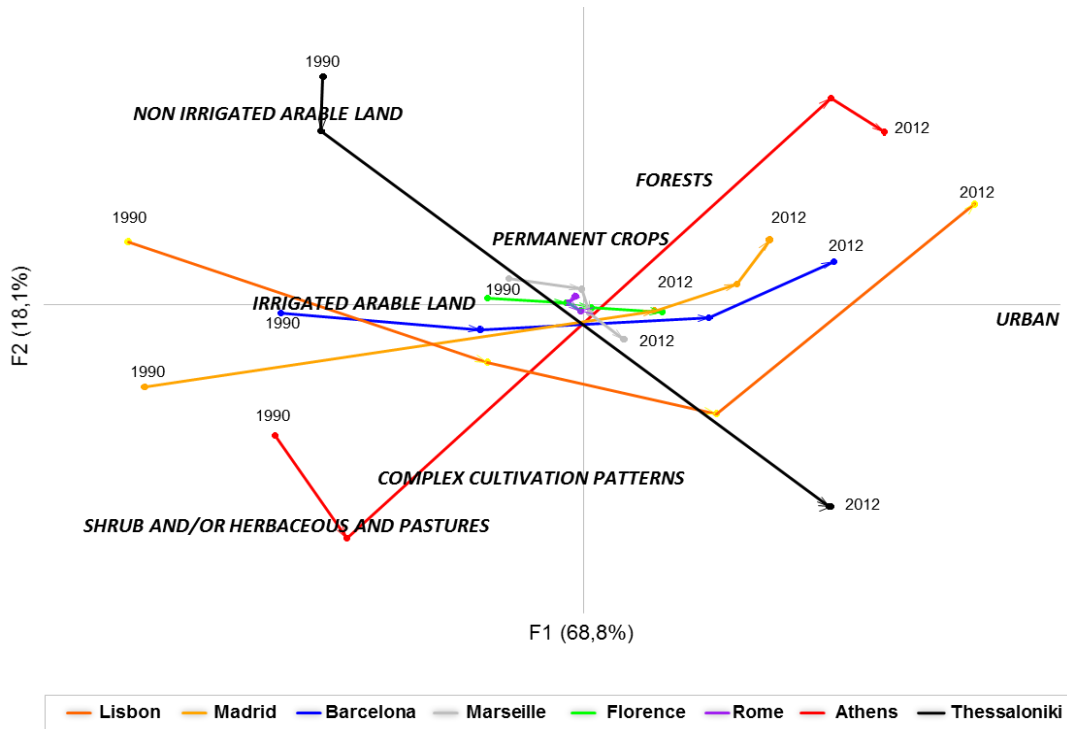 1990
NON IRRIGATED ARABLE LAND
2012
FORESTS
2012
1990
2012
PERMANENT CROPS
2012
2012
1990
IRRIGATED ARABLE LAND
1990
URBAN
2012
1990
1990
COMPLEX CULTIVATION PATTERNS
2012
SHRUB AND/OR HERBACEOUS AND PASTURES
F2 (18,1%)
F1 (68,8%)
Lisbon Madrid Barcelona Marseille Florence Rome Athens Thessaloniki